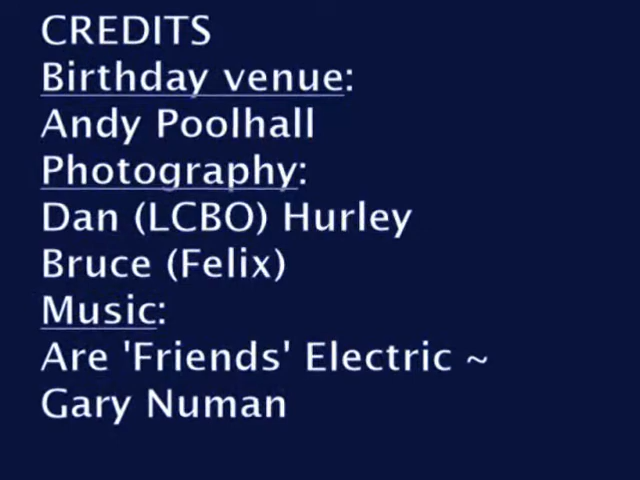 CREDITS
Birthday venue:
Andy Poolhall
Photography:
Dan (LCBO) Hurley
Bruce (Felix)
Music:
Are 'Friends' Electric ~
Gary Numan